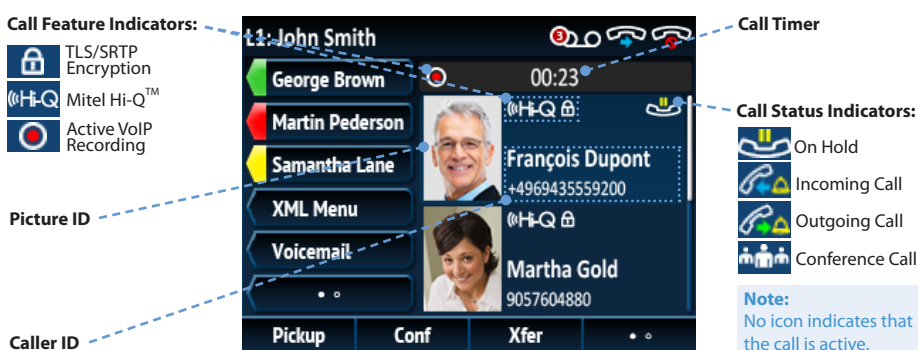 Call Feature Indicators:
TLS/SRTP
Encryption
Hi-Q Mitel Hi-Q™
Active VoIP
Recording
Picture ID
Caller ID
L1: John Smith
3
George Brown
00:23
Martin Pederson
Hi-Q
Samantha Lane
François Dupont
+4969435559200
XML Menu
Hi-Q
Voicemail
Martha Gold
9057604880
Pickup Conf Xfer
Call Timer
Call Status Indicators:
On Hold
Incoming Call
Outgoing Call
Conference Call
Note:
No icon indicates that
the call is active.